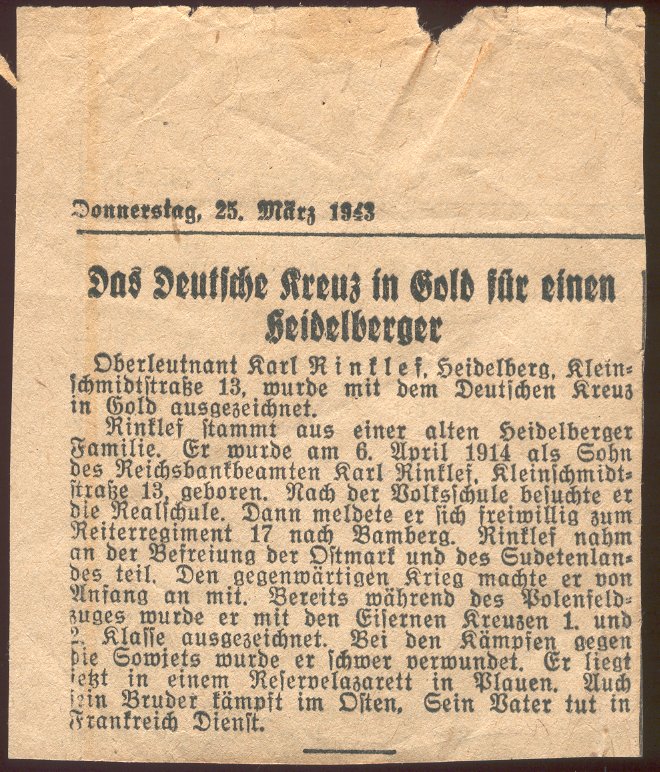 Donnerstag, 25. März 1943
Das Deutsche Kreuz in Gold für einen
Heidelberger
Oberleutnant Karl Rinklef, Heidelberg, Klein-
schmidtstraße 13, wurde mit dem Deutschen Kreuz
in Gold ausgezeichnet.
Rinklef stammt aus einer alten Heidelberger
Familie. Er wurde am 6. April 1914 als Sohn
des Reichsbankbeamten Karl Rinklef, Kleinschmidt-
straße 13, geboren. Nach der Volksschule besuchte er
die Realschule. Dann meldete er sich freiwillig zum
Reiterregiment 17 nach Bamberg. Rinklef nahm
an der Befreiung der Ostmark und des Sudetenlan-
des teil. Den gegenwärtigen Krieg machte er von
Anfang an mit. Bereits während des Polenfeld-
zuges wurde er mit den Eisernen Kreuzen 1. und
2. Klasse ausgezeichnet. Bei den Kämpfen gegen
die Sowjets wurde er schwer verwundet. Er liegt
jetzt in einem Reservelazarett in Plauen. Auch
sein Bruder kämpft im Osten. Sein Vater tut in
Frankreich Dienst.